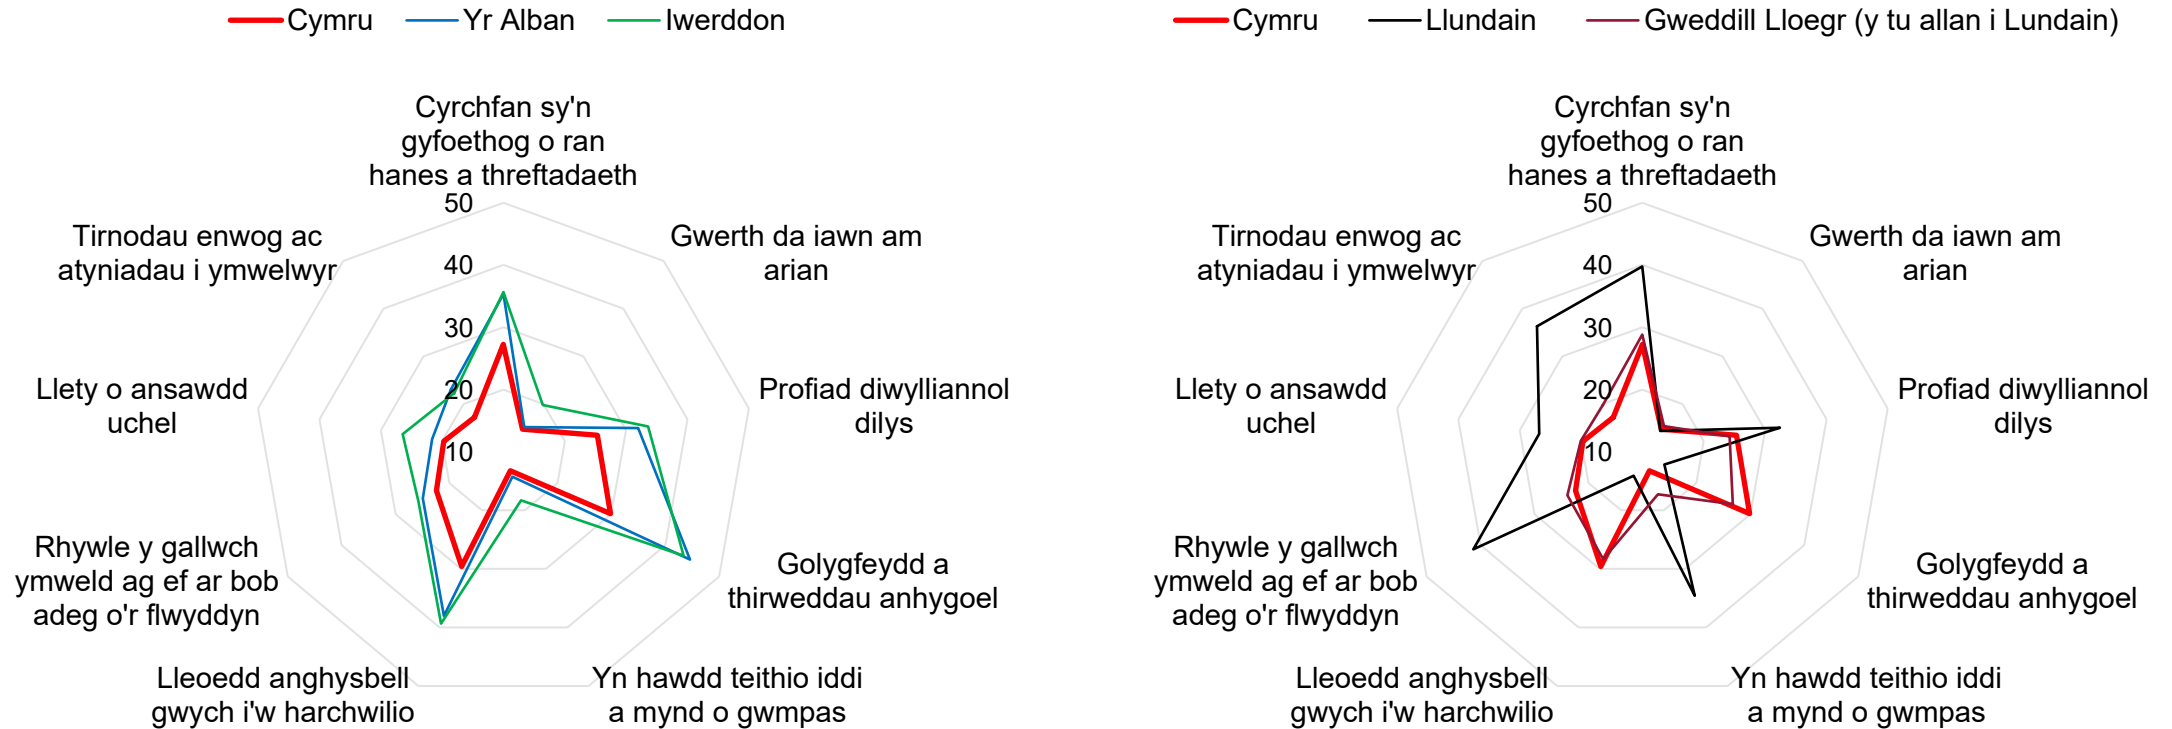 Cymru
Yr Alban
Iwerddon
Cyrchfan sy'n
gyfoethog o ran
hanes a threftadaeth
50
40
30
20
10
Gwerth da iawn am
arian
Profiad diwylliannol
dilys
Golygfeydd a
thirweddau anhygoel
Yn hawdd teithio iddi
a mynd o gwmpas
Lleoedd anghysbell
gwych i'w harchwilio
Rhywle y gallwch
ymweld ag ef ar bob
adeg o'r flwyddyn
Llety o ansawdd
uchel
Tirnodau enwog ac
atyniadau i ymwelwyr
Cymru
Llundain
Gweddill Lloegr (y tu allan i Lundain)
Cyrchfan sy'n
gyfoethog o ran
hanes a threftadaeth
50
40
30
20
10
Gwerth da iawn am
arian
Profiad diwylliannol
dilys
Golygfeydd a
thirweddau anhygoel
Yn hawdd teithio iddi
a mynd o gwmpas
Lleoedd anghysbell
gwych i'w harchwilio
Rhywle y gallwch
ymweld ag ef ar bob
adeg o'r flwyddyn
Llety o ansawdd
uchel
Tirnodau enwog ac
atyniadau i ymwelwyr